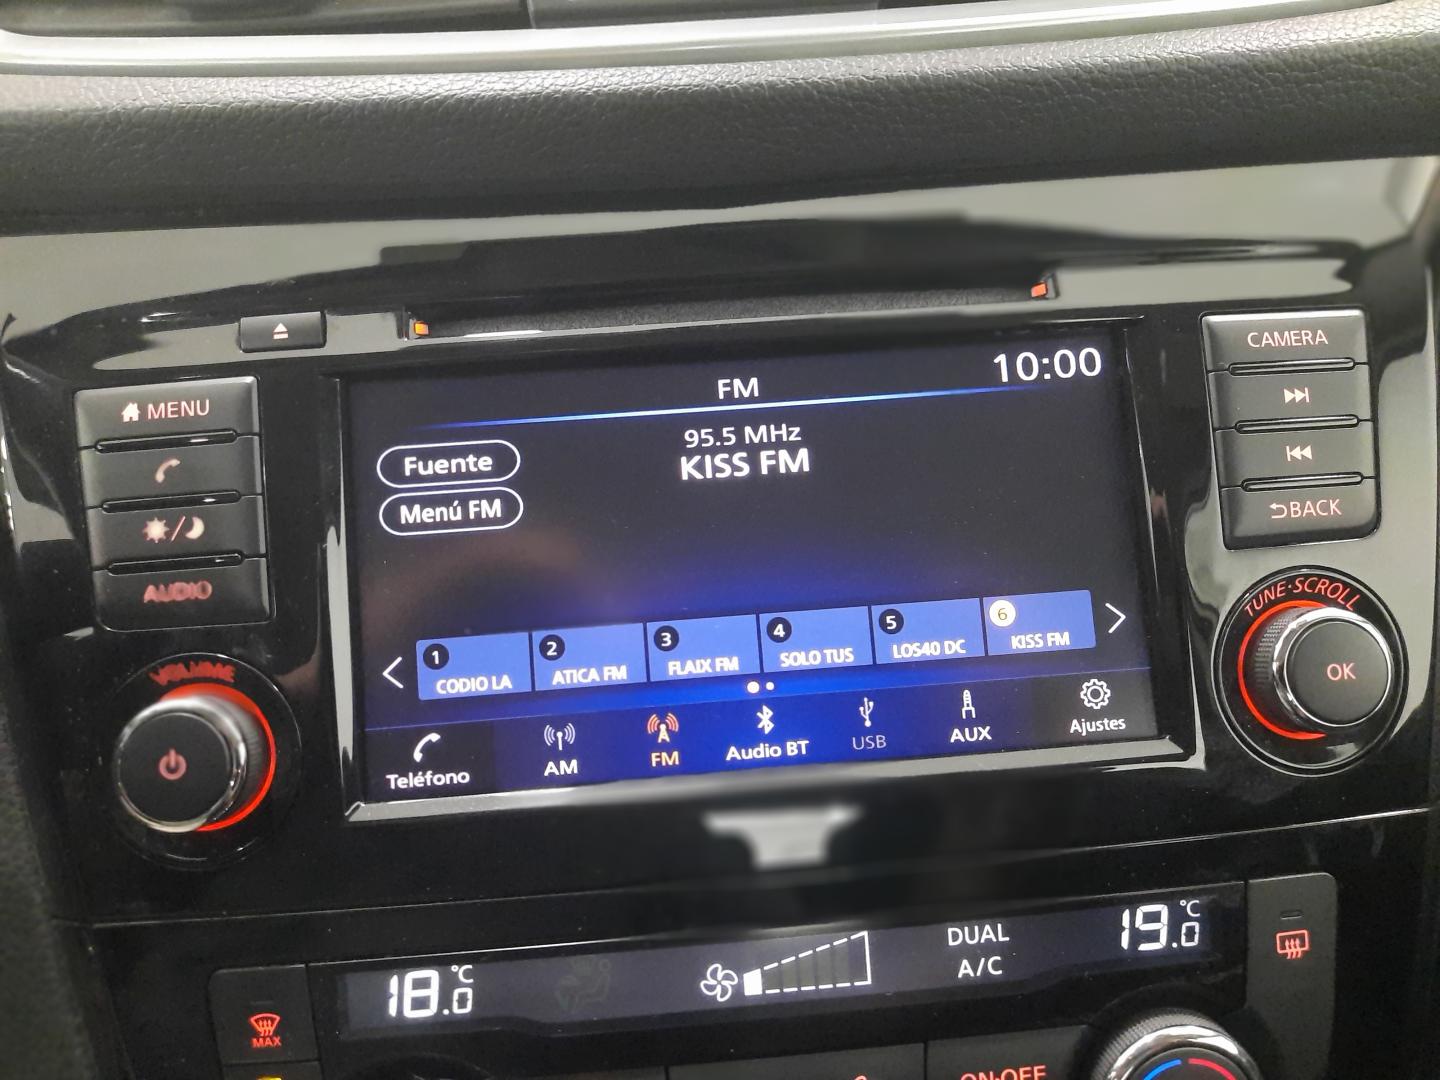 CAMERA
10:00
FM
MENU
95.5 MHz
KISS FM
Fuente
Menú FM
BACK
AUDIO
TUNE·SCROLL
VOLUME
1
CODIO LA
2
ATICA FM
3
FLAIX FM
4
SOLO TUS
5
LOS40 DC
6
KISS FM
OK
Teléfono
AM
FM
Audio BT
USB
AUX
Ajustes
18.0 °C
DUAL
A/C
19.0 °C
MAX
ON·OFF